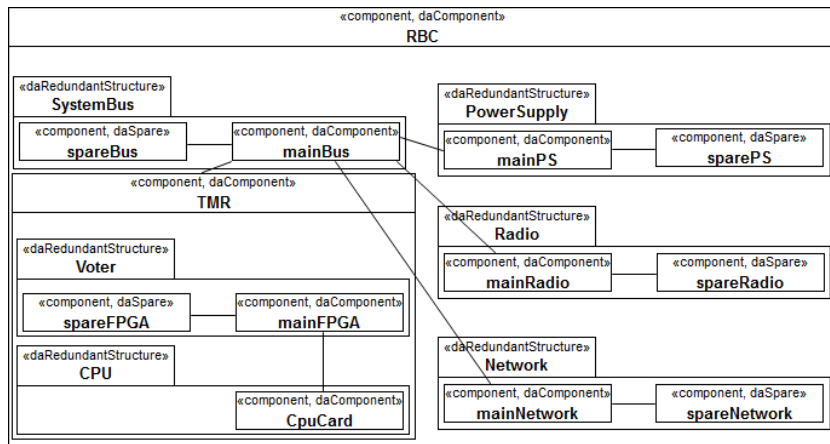 «component, daComponent»
RBC
«daRedundantStructure»
SystemBus
«component, daSpare»
spareBus
«component, daComponent»
mainBus
«daRedundantStructure»
PowerSupply
«component, daComponent»
mainPS
«component, daSpare»
sparePS
«component, daComponent»
TMR
«daRedundantStructure»
Voter
«component, daSpare»
spareFPGA
«component, daComponent»
mainFPGA
«daRedundantStructure»
CPU
«component, daComponent»
CpuCard
«daRedundantStructure»
Radio
«component, daComponent»
mainRadio
«component, daSpare»
spareRadio
«daRedundantStructure»
Network
«component, daComponent»
mainNetwork
«component, daSpare»
spareNetwork